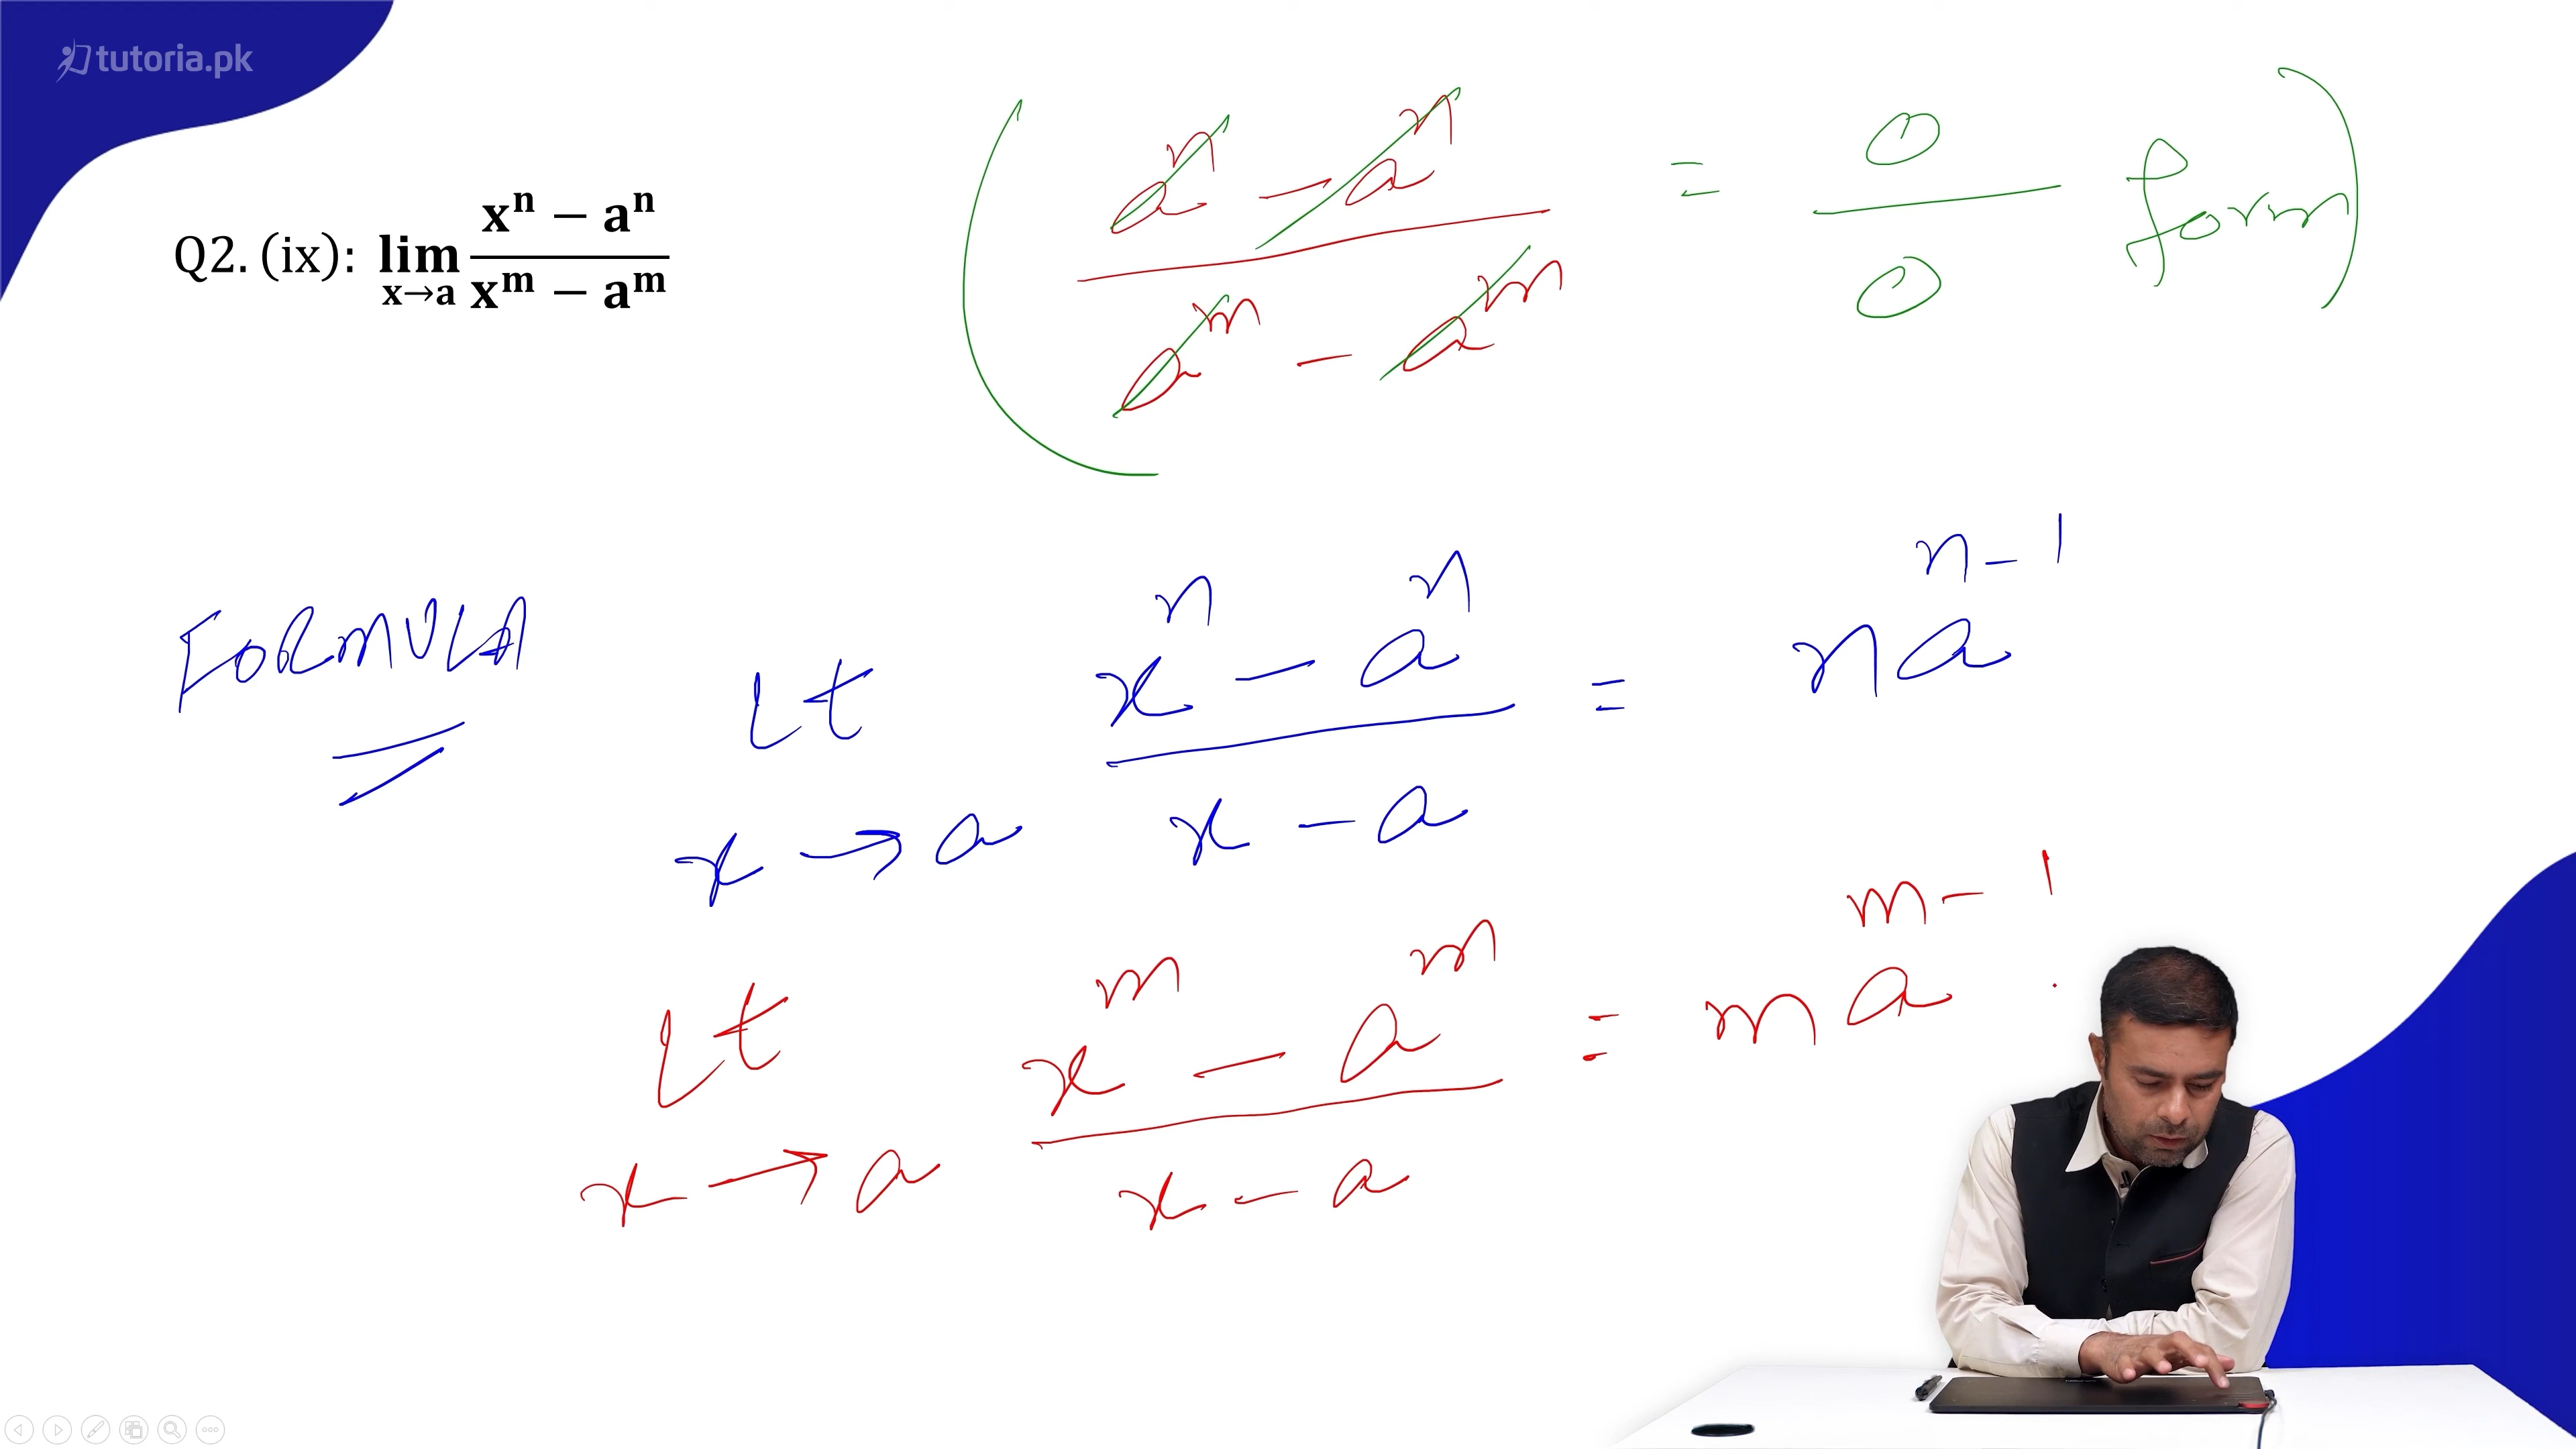 tutoria.pk
Q2. (ix): lim x→a (xⁿ − aⁿ)/(xᵐ − aᵐ)
( (aⁿ − aⁿ)/(aᵐ − aᵐ) = 0/0 form )
FORMULA
Lt x→a (xⁿ − aⁿ)/(x − a) = n aⁿ⁻¹
Lt x→a (xᵐ − aᵐ)/(x − a) = m aᵐ⁻¹